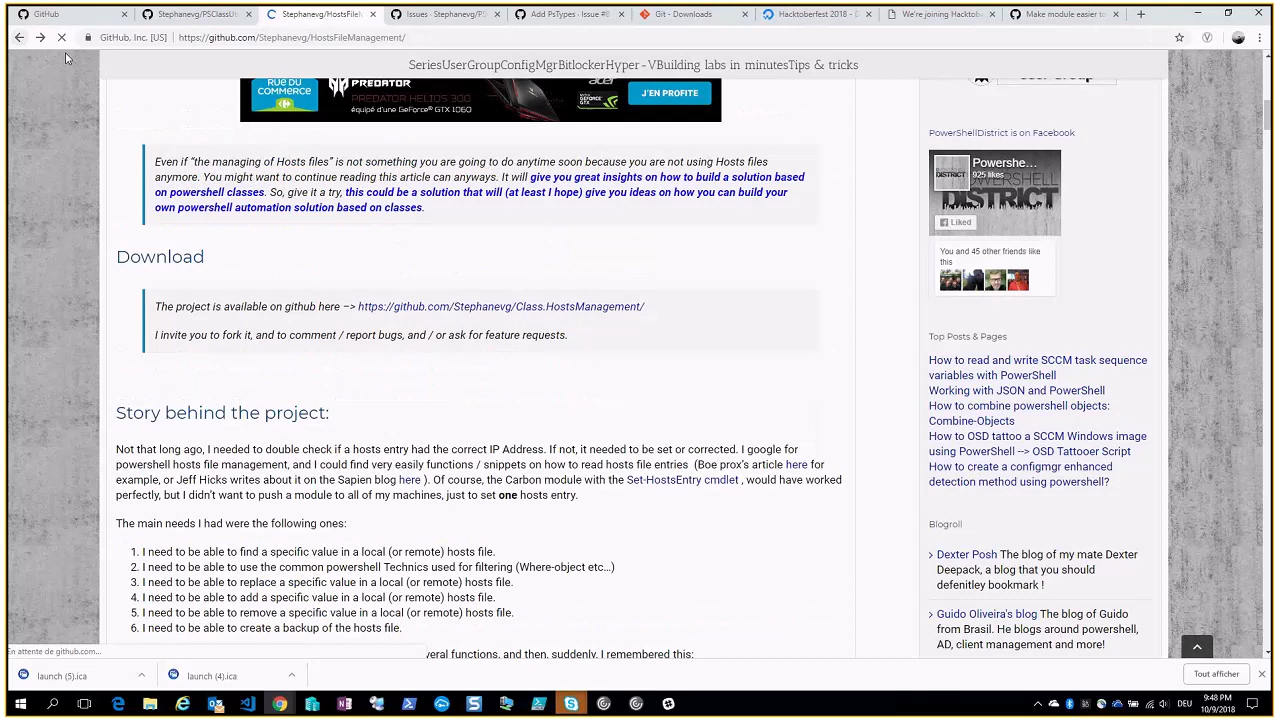 GitHub
Stephanevg/PSClassUt
Stephanevg/HostsFileM
Issues · Stephanevg/PS
Add PsTypes · Issue #8
Git - Downloads
Hacktoberfest 2018 -
We're joining Hackto
Make module easier to
GitHub, Inc. [US]
https://github.com/Stephanevg/HostsFileManagement/
SeriesUserGroupConfigMgrBitlockerHyper-VBuilding labs in minutesTips & tricks
RUE DU
COMMERCE
PREDATOR
PREDATOR HELIOS 300
équipé d'une GeForce® GTX 1060
acer
GEFORCE
GTX
J'EN PROFITE
Even if “the managing of Hosts files” is not something you are going to do anytime soon because you are not using Hosts files
anymore. You might want to continue reading this article can anyways. It will give you great insights on how to build a solution based
on powershell classes. So, give it a try, this could be a solution that will (at least I hope) give you ideas on how you can build your
own powershell automation solution based on classes.
Download
The project is available on github here –> https://github.com/Stephanevg/Class.HostsManagement/
I invite you to fork it, and to comment / report bugs, and / or ask for feature requests.
Story behind the project:
Not that long ago, I needed to double check if a hosts entry had the correct IP Address. If not, it needed to be set or corrected. I google for
powershell hosts file management, and I could find very easily functions / snippets on how to read hosts file entries (Boe prox's article here for
example, or Jeff Hicks writes about it on the Sapien blog here ). Of course, the Carbon module with the Set-HostsEntry cmdlet , would have worked
perfectly, but I didn't want to push a module to all of my machines, just to set one hosts entry.
The main needs I had were the following ones:
1. I need to be able to find a specific value in a local (or remote) hosts file.
2. I need to be able to use the common powershell Technics used for filtering (Where-object etc...)
3. I need to be able to replace a specific value in a local (or remote) hosts file.
4. I need to be able to add a specific value in a local (or remote) hosts file.
5. I need to be able to remove a specific value in a local (or remote) hosts file.
6. I need to be able to create a backup of the hosts file.
everal functions, and then, suddenly, I remembered this:
PowerShellDistrict is on Facebook
Powershe...
925 likes
DISTRICT
Liked
You and 45 other friends like
this
Top Posts & Pages
How to read and write SCCM task sequence
variables with PowerShell
Working with JSON and PowerShell
How to combine powershell objects:
Combine-Objects
How to OSD tattoo a SCCM Windows image
using PowerShell --> OSD Tattooer Script
How to create a configmgr enhanced
detection method using powershell?
Blogroll
Dexter Posh The blog of my mate Dexter
Deepack, a blog that you should
defenitley bookmark !
Guido Oliveira's blog The blog of Guido
from Brasil. He blogs around powershell,
AD, client management and more!
En attente de github.com...
launch (5).ica
launch (4).ica
Tout afficher
DEU
9:48 PM
10/9/2018